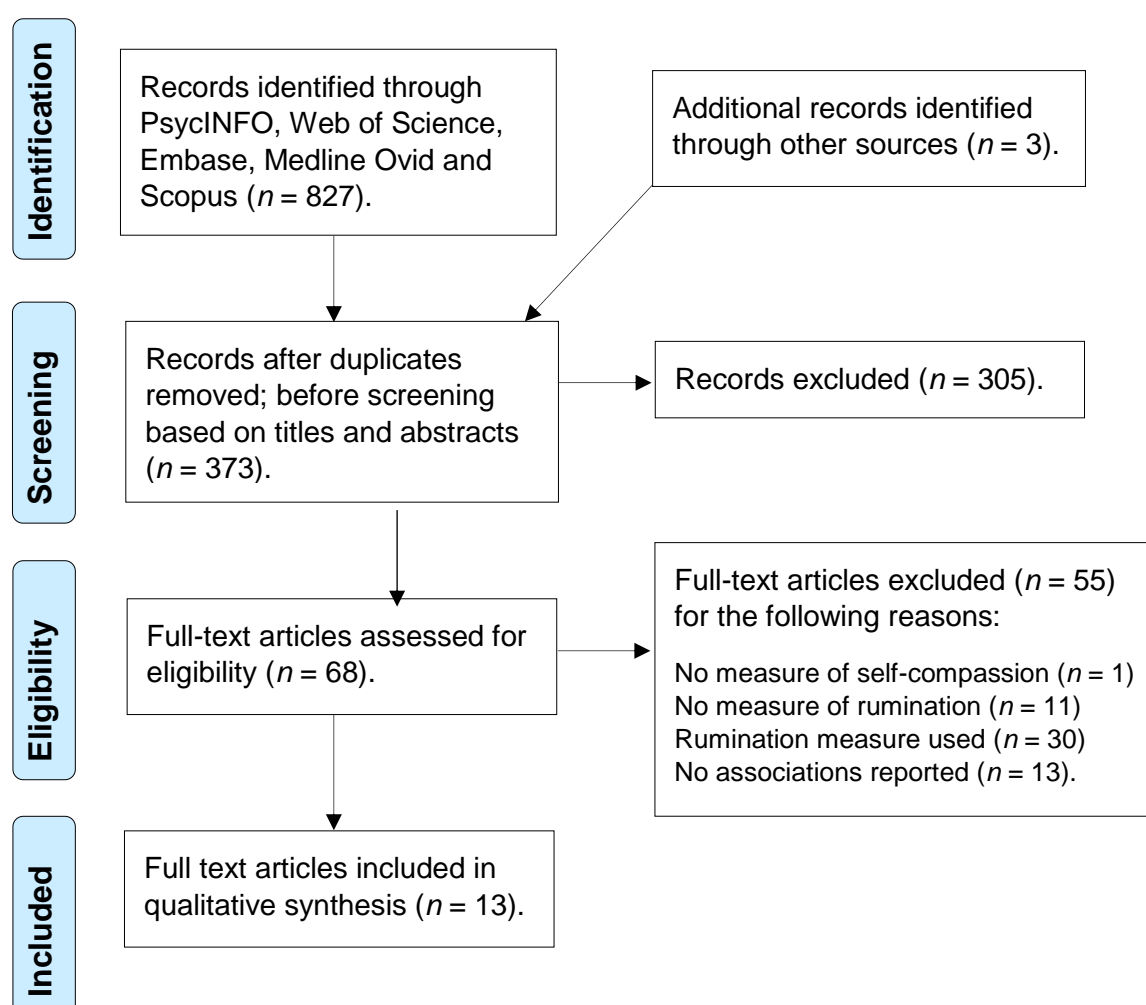 Identification
Records identified through
PsycINFO, Web of Science,
Embase, Medline Ovid and
Scopus (n = 827).
Additional records identified
through other sources (n = 3).
Screening
Records after duplicates
removed; before screening
based on titles and abstracts
(n = 373).
Records excluded (n = 305).
Eligibility
Full-text articles assessed for
eligibility (n = 68).
Full-text articles excluded (n = 55)
for the following reasons:
No measure of self-compassion (n = 1)
No measure of rumination (n = 11)
Rumination measure used (n = 30)
No associations reported (n = 13).
Included
Full text articles included in
qualitative synthesis (n = 13).